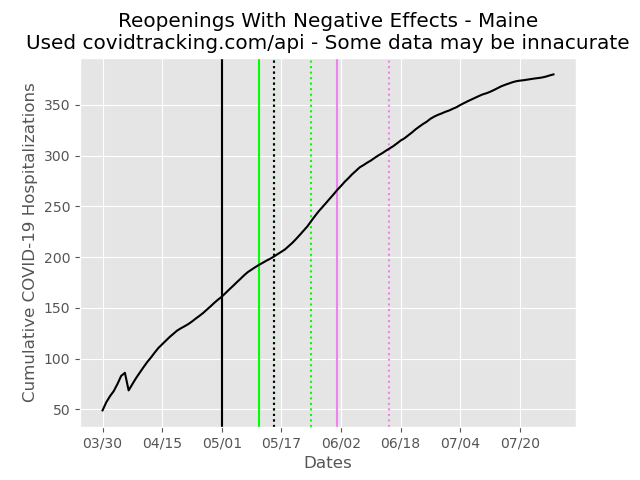 Reopenings With Negative Effects - Maine
Used covidtracking.com/api - Some data may be innacurate
Cumulative COVID-19 Hospitalizations
350
300
250
200
150
100
50
03/30 04/15 05/01 05/17 06/02 06/18 07/04 07/20
Dates